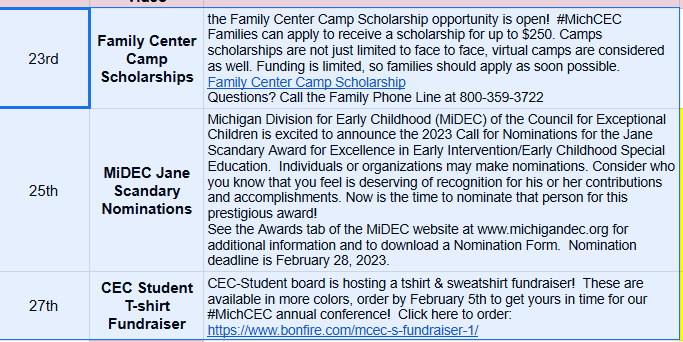 the Family Center Camp Scholarship opportunity is open!  #MichCEC
Families can apply to receive a scholarship for up to $250. Camps
23rd
Family Center
Camp
Scholarships
scholarships are not just limited to face to face, virtual camps are considered
as well. Funding is limited, so families should apply as soon possible.
Family Center Camp Scholarship
Questions? Call the Family Phone Line at 800-359-3722
25th
MiDEC Jane
Scandary
Nominations
Michigan Division for Early Childhood (MiDEC) of the Council for Exceptional
Children is excited to announce the 2023 Call for Nominations for the Jane
Scandary Award for Excellence in Early Intervention/Early Childhood Special
Education.  Individuals or organizations may make nominations. Consider who
you know that you feel is deserving of recognition for his or her contributions
and accomplishments. Now is the time to nominate that person for this
prestigious award!
See the Awards tab of the MiDEC website at www.michigandec.org for
additional information and to download a Nomination Form.  Nomination
deadline is February 28, 2023.
27th
CEC Student
T-shirt
Fundraiser
CEC-Student board is hosting a tshirt & sweatshirt fundraiser!  These are
available in more colors, order by February 5th to get yours in time for our
#MichCEC annual conference!  Click here to order:
https://www.bonfire.com/mcec-s-fundraiser-1/